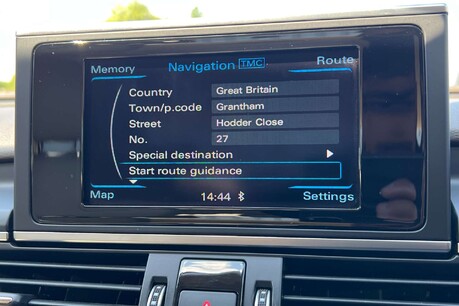 Memory Navigation TMC Route
Country Great Britain
Town/p.code Grantham
Street Hodder Close
No. 27
Special destination
Start route guidance
Map 14:44 Settings